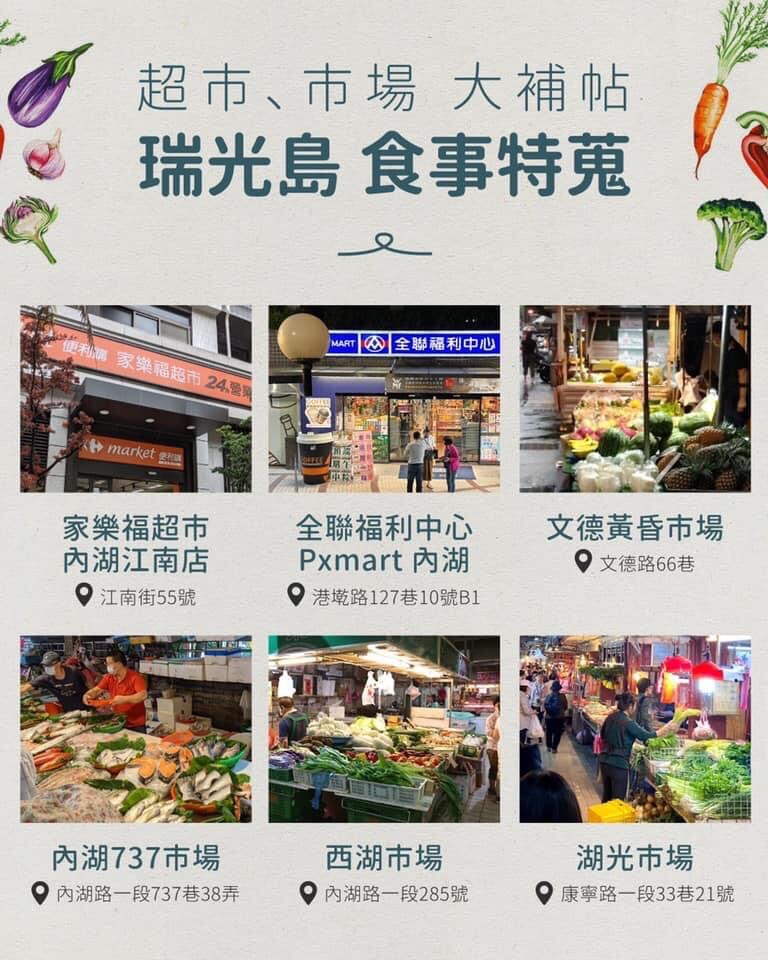 超市、市場 大補帖
瑞光島 食事特蒐
便利購 家樂福超市 24h營業
market 便利購
MART 全聯福利中心
COFFEE
COFFEE
家樂福超市
內湖江南店
江南街55號
全聯福利中心
Pxmart 內湖
港墘路127巷10號B1
文德黃昏市場
文德路66巷
內湖737市場
內湖路一段737巷38弄
西湖市場
內湖路一段285號
湖光市場
康寧路一段33巷21號